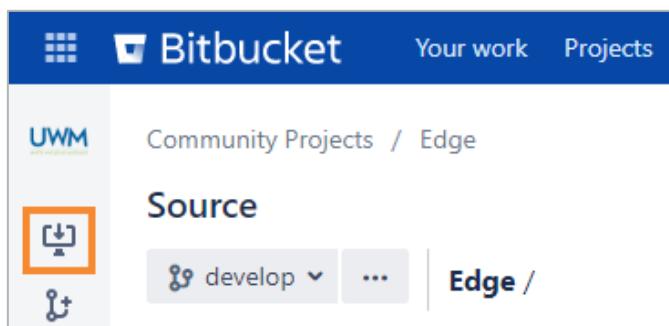 Bitbucket Your work Projects
UWM
Community Projects / Edge
Source
develop ... Edge /